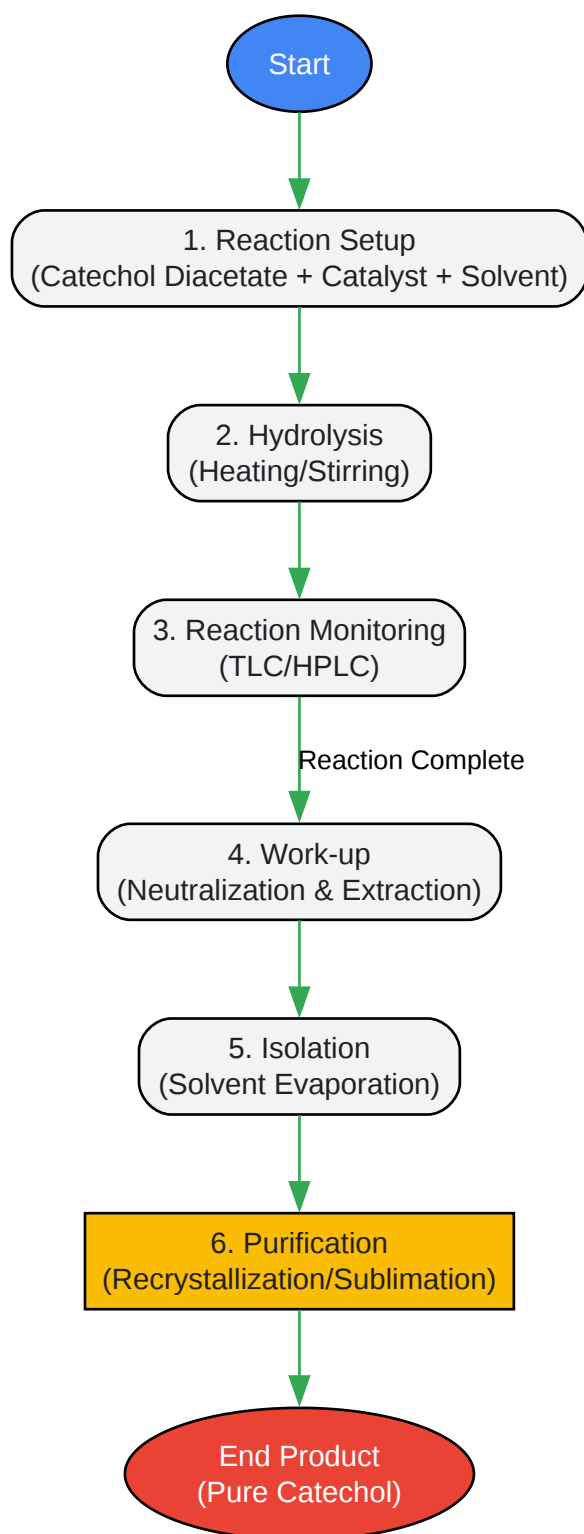 Start
1. Reaction Setup
(Catechol Diacetate + Catalyst + Solvent)
2. Hydrolysis
(Heating/Stirring)
3. Reaction Monitoring
(TLC/HPLC)
Reaction Complete
4. Work-up
(Neutralization & Extraction)
5. Isolation
(Solvent Evaporation)
6. Purification
(Recrystallization/Sublimation)
End Product
(Pure Catechol)